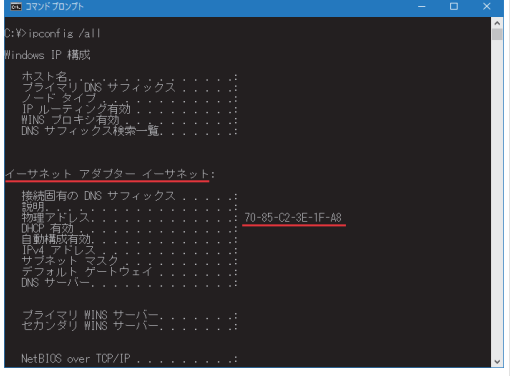 コマンドプロンプト
C:¥>ipconfig /all
Windows IP 構成
ホスト名. . . . . . . . . . . . . . .:
プライマリ DNS サフィックス . . . . .:
ノード タイプ . . . . . . . . . . . .:
IP ルーティング有効 . . . . . . . . .:
WINS プロキシ有効 . . . . . . . . . .:
DNS サフィックス検索一覧. . . . . . .:
イーサネット アダプター イーサネット:
接続固有の DNS サフィックス . . . . .:
説明. . . . . . . . . . . . . . . . .:
物理アドレス. . . . . . . . . . . . .: 70-85-C2-3E-1F-A8
DHCP 有効 . . . . . . . . . . . . . .:
自動構成有効. . . . . . . . . . . . .:
IPv4 アドレス . . . . . . . . . . . .:
サブネット マスク . . . . . . . . . .:
デフォルト ゲートウェイ . . . . . . .:
DNS サーバー. . . . . . . . . . . . .:
プライマリ WINS サーバー. . . . . . .:
セカンダリ WINS サーバー. . . . . . .:
NetBIOS over TCP/IP . . . . . . . . .: